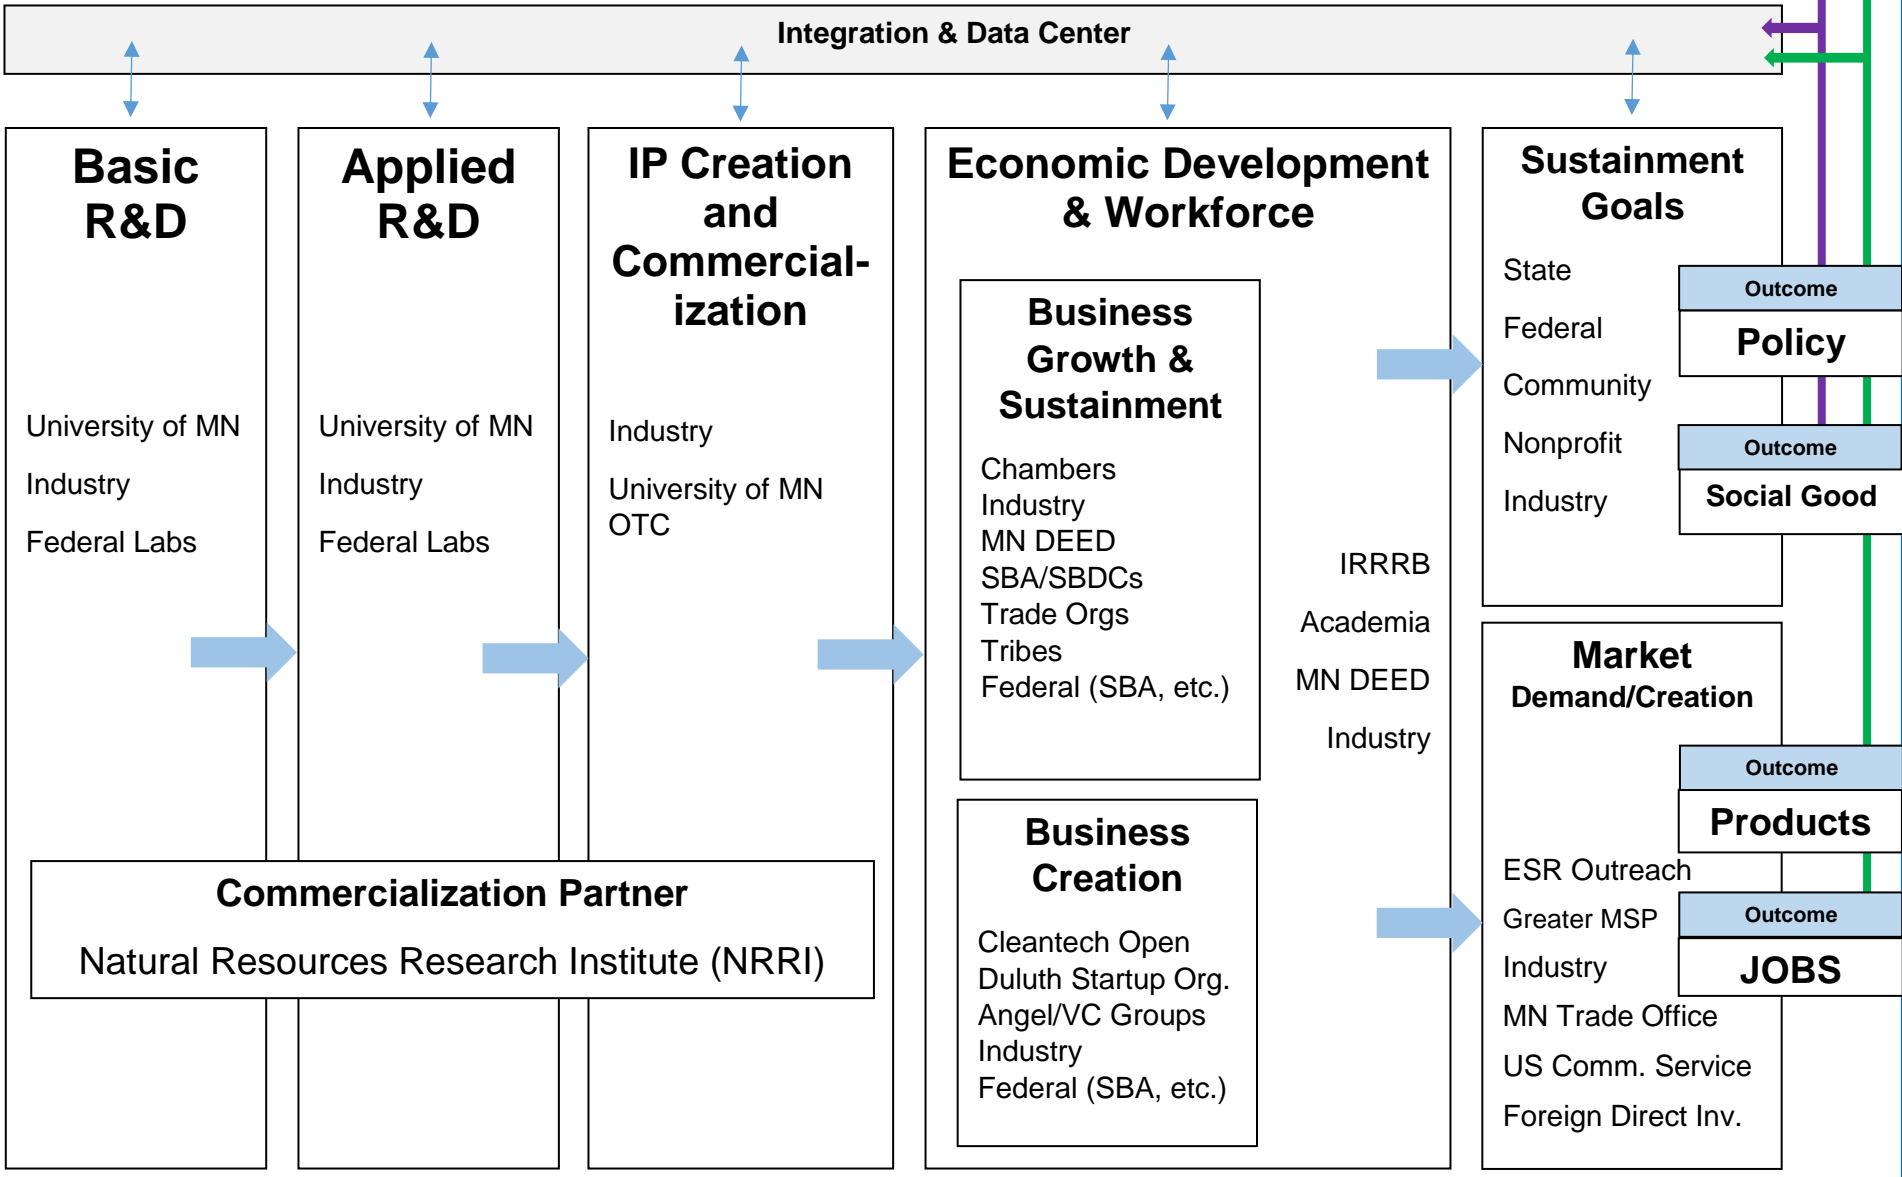 Integration & Data Center
Basic
R&D
University of MN
Industry
Federal Labs
Applied
R&D
University of MN
Industry
Federal Labs
IP Creation
and
Commercial-
ization
Industry
University of MN
OTC
Commercialization Partner
Natural Resources Research Institute (NRRI)
Economic Development
& Workforce
Business
Growth &
Sustainment
Chambers
Industry
MN DEED
SBA/SBDCs
Trade Orgs
Tribes
Federal (SBA, etc.)
IRRRB
Academia
MN DEED
Industry
Business
Creation
Cleantech Open
Duluth Startup Org.
Angel/VC Groups
Industry
Federal (SBA, etc.)
Sustainment
Goals
State
Federal
Community
Nonprofit
Industry
Outcome
Policy
Outcome
Social Good
Market
Demand/Creation
Outcome
Products
ESR Outreach
Greater MSP
Industry
MN Trade Office
US Comm. Service
Foreign Direct Inv.
Outcome
JOBS